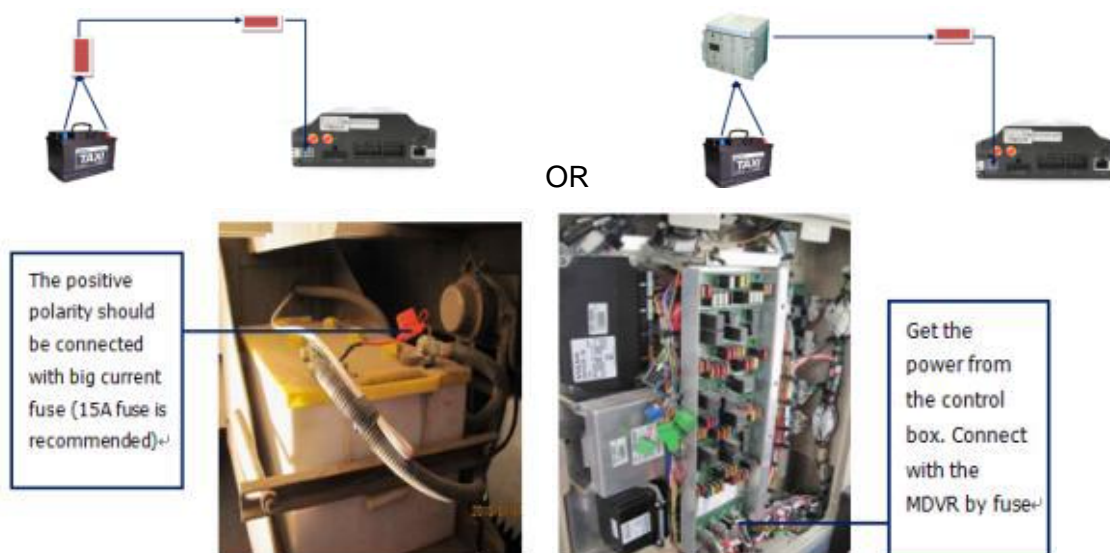 TAXI
TAXI
OR
The positive
polarity should
be connected
with big current
fuse (15A fuse is
recommended)↵
Get the
power from
the control
box. Connect
with the
MDVR by fuse↵